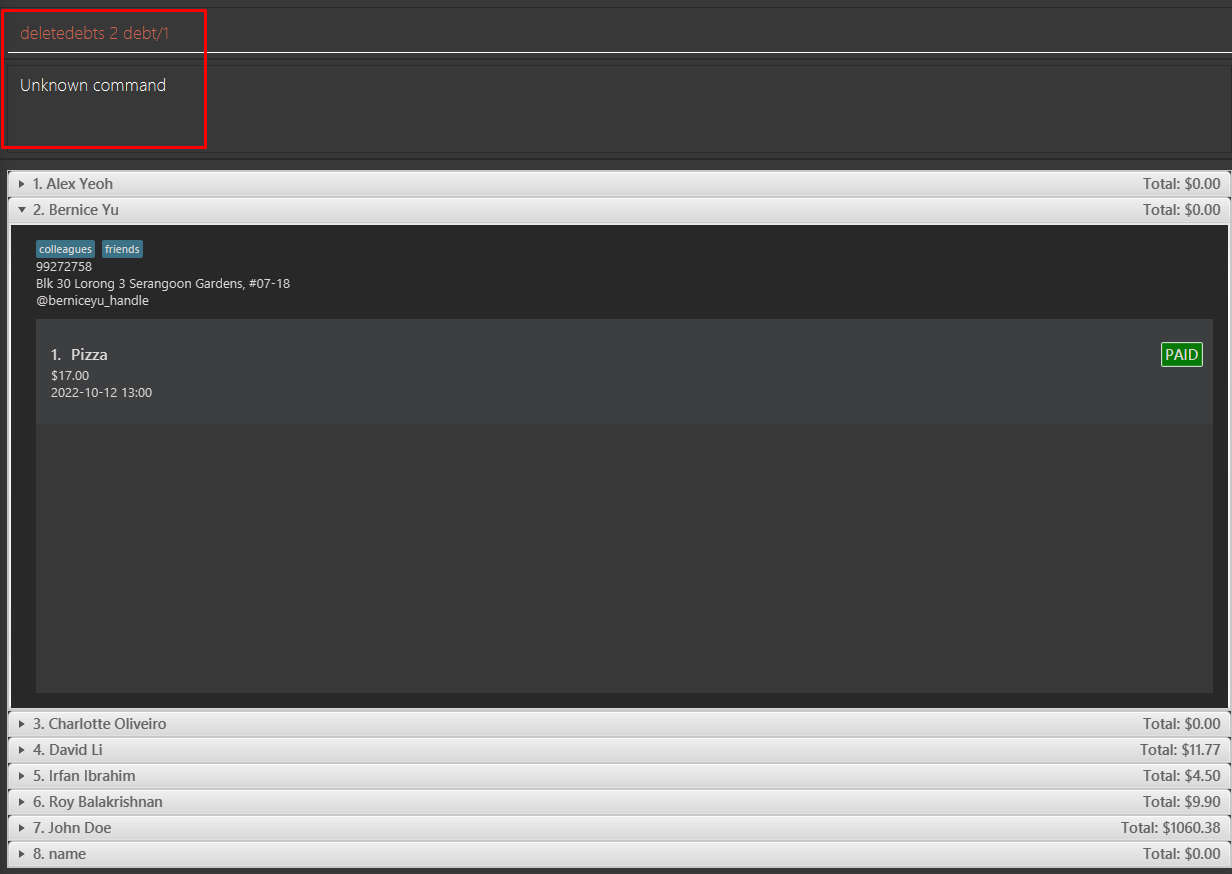 deletedebts 2 debt/1
Unknown command
1. Alex Yeoh Total: $0.00
2. Bernice Yu Total: $0.00
colleagues friends
99272758
Blk 30 Lorong 3 Serangoon Gardens, #07-18
@berniceyu_handle
1. Pizza PAID
$17.00
2022-10-12 13:00
3. Charlotte Oliveiro Total: $0.00
4. David Li Total: $11.77
5. Irfan Ibrahim Total: $4.50
6. Roy Balakrishnan Total: $9.90
7. John Doe Total: $1060.38
8. name Total: $0.00